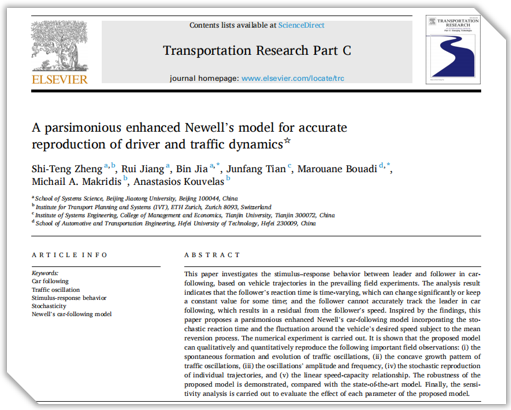 Contents lists available at ScienceDirect
Transportation Research Part C
ELSEVIER
journal homepage: www.elsevier.com/locate/trc
TRANSPORTATION
RESEARCH
A parsimonious enhanced Newell's model for accurate
reproduction of driver and traffic dynamics☆
Shi-Teng Zheng a,b, Rui Jiang a, Bin Jia a,*, Junfang Tian c, Marouane Bouadi d,*,
Michail A. Makridis b, Anastasios Kouvelas b
a School of Systems Science, Beijing Jiaotong University, Beijing 100044, China
b Institute for Transport Planning and Systems (IVT), ETH Zurich, Zurich 8093, Switzerland
c Institute of Systems Engineering, College of Management and Economics, Tianjin University, Tianjin 300072, China
d School of Automotive and Transportation Engineering, Hefei University of Technology, Hefei 230009, China
ARTICLE INFO
Keywords:
Car following
Traffic oscillation
Stimulus-response behavior
Stochasticity
Newell's car-following model
ABSTRACT
This paper investigates the stimulus–response behavior between leader and follower in car-
following, based on vehicle trajectories in the prevailing field experiments. The analysis result
indicates that the follower's reaction time is time-varying, which can change significantly or keep
a constant value for some time; and the follower cannot accurately track the leader in car
following, which results in a residual from the follower's speed. Inspired by the findings, this
paper proposes a parsimonious enhanced Newell's car-following model incorporating the sto-
chastic reaction time and the fluctuation around the vehicle's desired speed subject to the mean
reversion process. The numerical experiment is carried out. It is shown that the proposed model
can qualitatively and quantitatively reproduce the following important field observations: (i) the
spontaneous formation and evolution of traffic oscillations, (ii) the concave growth pattern of
traffic oscillations, (iii) the oscillations' amplitude and frequency, (iv) the stochastic reproduction
of individual trajectories, and (v) the linear speed-capacity relationship. The robustness of the
proposed model is demonstrated, compared with the state-of-the-art model. Finally, the sensi-
tivity analysis is carried out to evaluate the effect of each parameter of the proposed model.